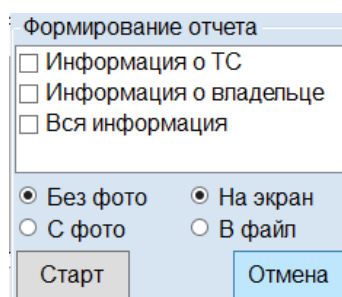 Формирование отчета
Информация о ТС
Информация о владельце
Вся информация
Без фото На экран
С фото В файл
Старт Отмена